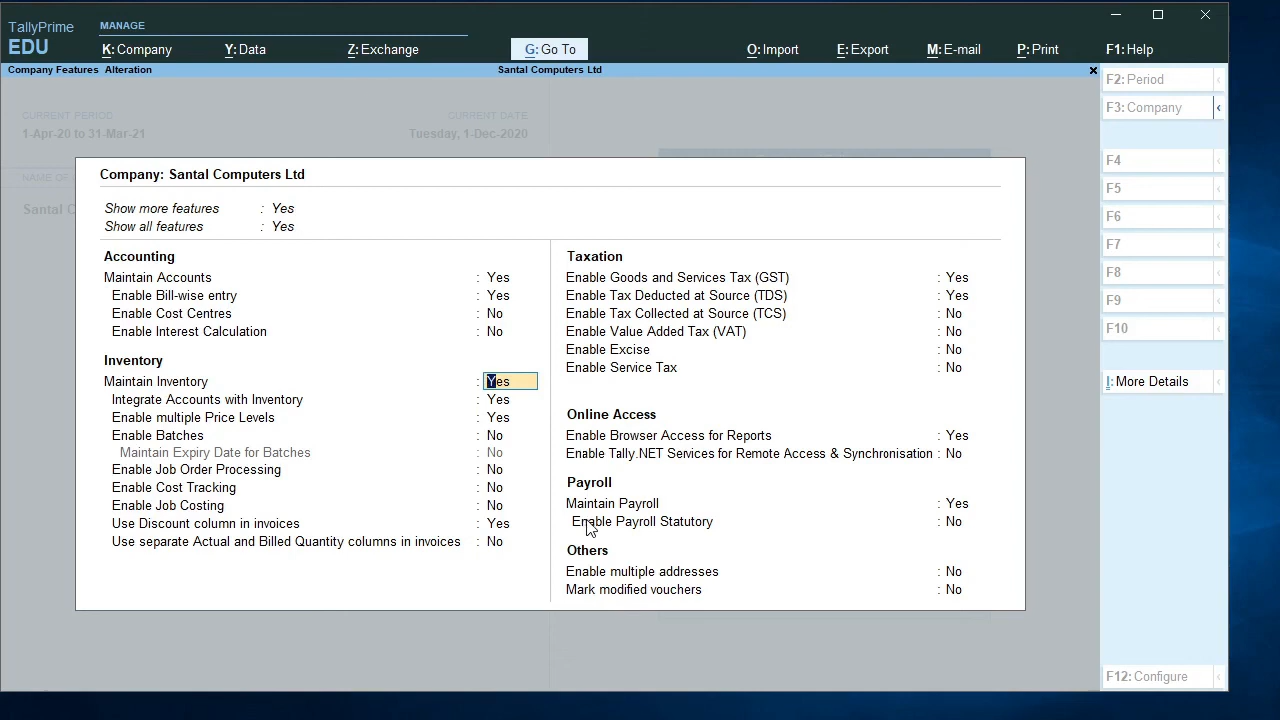 TallyPrime
EDU
MANAGE
K: Company
Y: Data
Z: Exchange
G: Go To
O: Import
E: Export
M: E-mail
P: Print
F1: Help
Company Features Alteration
Santal Computers Ltd
CURRENT PERIOD
CURRENT DATE
1-Apr-20 to 31-Mar-21
Tuesday, 1-Dec-2020
NAME OF
Santal C
Company: Santal Computers Ltd
Show more features : Yes
Show all features : Yes
Accounting
Maintain Accounts : Yes
Enable Bill-wise entry : Yes
Enable Cost Centres : No
Enable Interest Calculation : No
Inventory
Maintain Inventory : Yes
Integrate Accounts with Inventory : Yes
Enable multiple Price Levels : Yes
Enable Batches : No
Maintain Expiry Date for Batches : No
Enable Job Order Processing : No
Enable Cost Tracking : No
Enable Job Costing : No
Use Discount column in invoices : Yes
Use separate Actual and Billed Quantity columns in invoices : No
Taxation
Enable Goods and Services Tax (GST) : Yes
Enable Tax Deducted at Source (TDS) : Yes
Enable Tax Collected at Source (TCS) : No
Enable Value Added Tax (VAT) : No
Enable Excise : No
Enable Service Tax : No
Online Access
Enable Browser Access for Reports : Yes
Enable Tally.NET Services for Remote Access & Synchronisation : No
Payroll
Maintain Payroll : Yes
Enable Payroll Statutory : No
Others
Enable multiple addresses : No
Mark modified vouchers : No
F2: Period
F3: Company
F4
F5
F6
F7
F8
F9
F10
I: More Details
F12: Configure